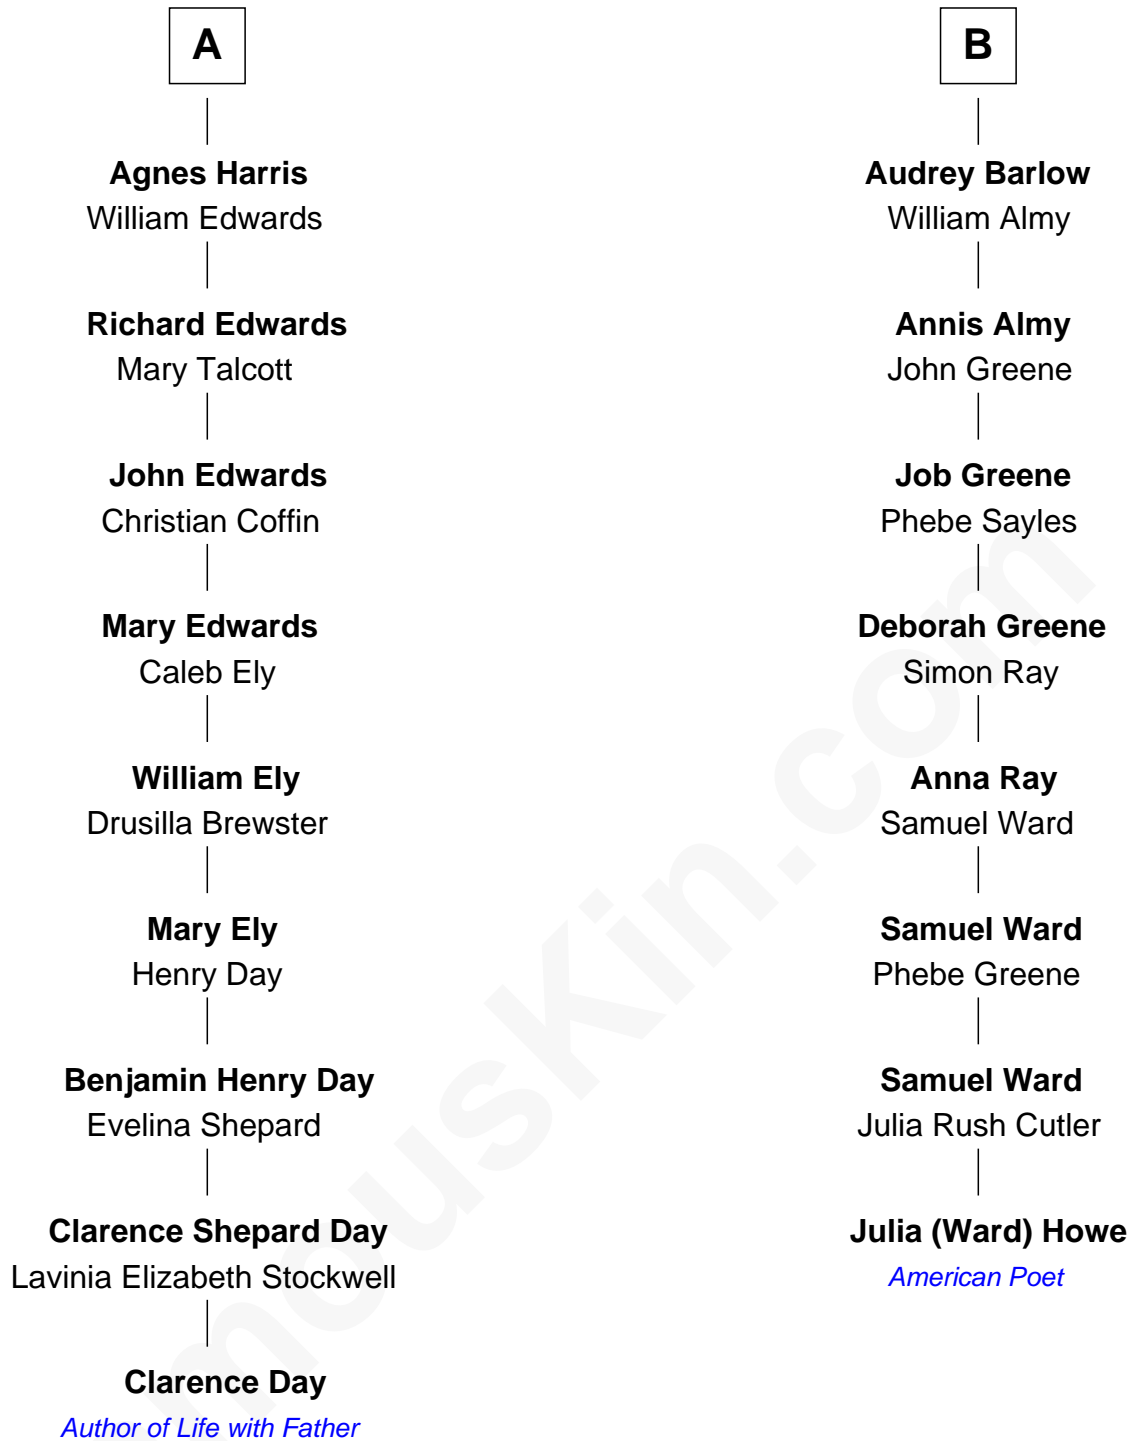 A
Agnes Harris
William Edwards
Richard Edwards
Mary Talcott
John Edwards
Christian Coffin
Mary Edwards
Caleb Ely
William Ely
Drusilla Brewster
Mary Ely
Henry Day
Benjamin Henry Day
Evelina Shepard
Clarence Shepard Day
Lavinia Elizabeth Stockwell
Clarence Day
Author of Life with Father
B
Audrey Barlow
William Almy
Annis Almy
John Greene
Job Greene
Phebe Sayles
Deborah Greene
Simon Ray
Anna Ray
Samuel Ward
Samuel Ward
Phebe Greene
Samuel Ward
Julia Rush Cutler
Julia (Ward) Howe
American Poet
mousKin.com